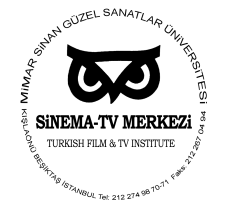 MİMAR SİNAN GÜZEL SANATLAR ÜNİVERSİTESİ
SİNEMA-TV MERKEZİ
TURKISH FILM & TV INSTITUTE
KIŞLAÖNÜ BEŞİKTAŞ İSTANBUL Tel: 212 274 98 70-71 Faks: 212 267 04 94